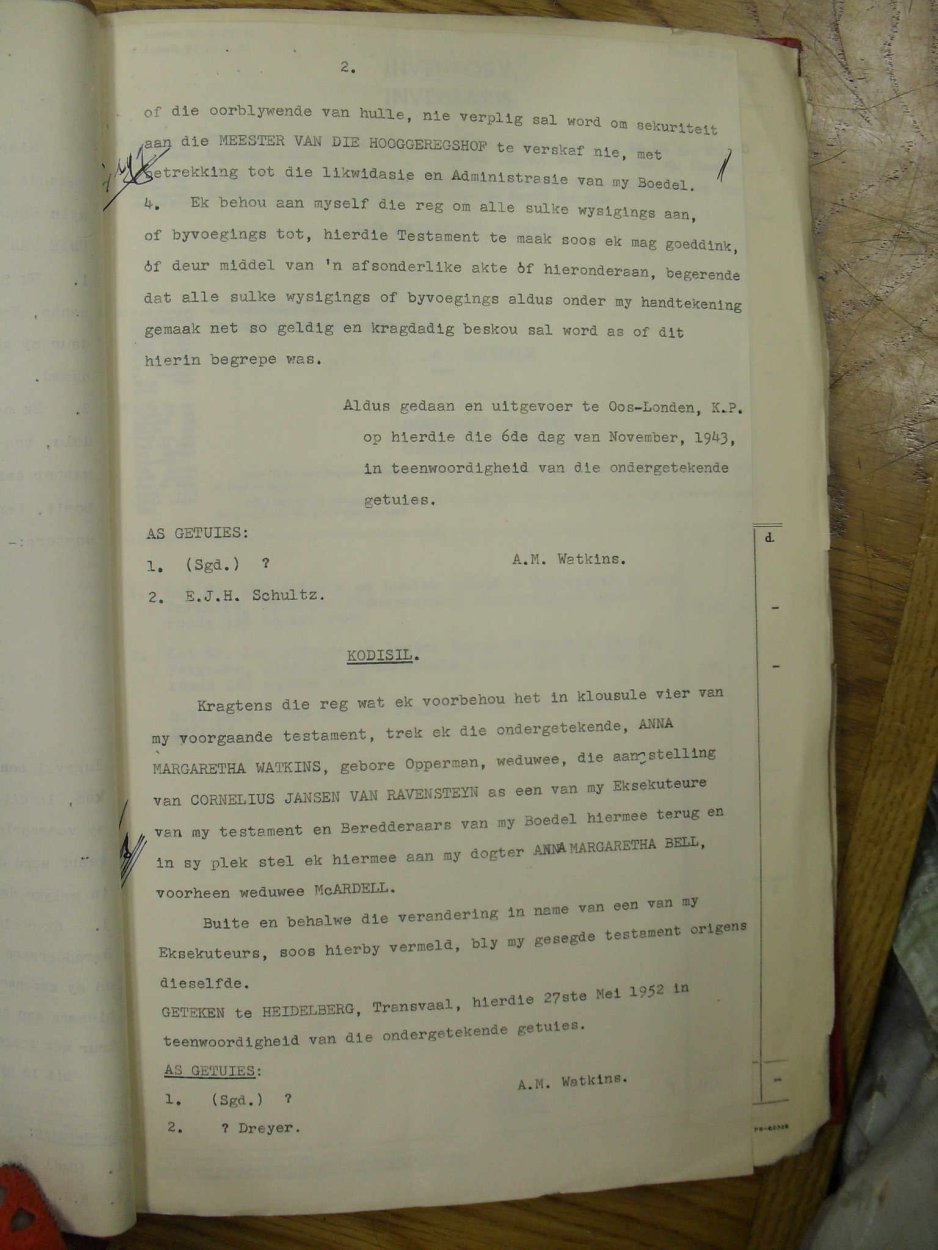 2.
of die oorblywende van hulle, nie verplig sal word om sekuriteit
aan die MEESTER VAN DIE HOOGGEREGSHOF te verskaf nie, met
betrekking tot die likwidasie en Administrasie van my Boedel.
4. Ek behou aan myself die reg om alle sulke wysigings aan,
of byvoegings tot, hierdie Testament te maak soos ek mag goeddink,
òf deur middel van 'n afsonderlike akte òf hieronderaan, begerende
dat alle sulke wysigings of byvoegings aldus onder my handtekening
gemaak net so geldig en kragdadig beskou sal word as of dit
hierin begrepe was.
Aldus gedaan en uitgevoer te Oos-Londen, K.P.
op hierdie die 6de dag van November, 1943,
in teenwoordigheid van die ondergetekende
getuies.
AS GETUIES:
1. (Sgd.) ? A.M. Watkins.
2. E.J.H. Schultz.
KODISIL.
Kragtens die reg wat ek voorbehou het in klousule vier van
my voorgaande testament, trek ek die ondergetekende, ANNA
MARGARETHA WATKINS, gebore Opperman, weduwee, die aanstelling
van CORNELIUS JANSEN VAN RAVENSTEYN as een van my Eksekuteure
van my testament en Beredderaars van my Boedel hiermee terug en
in sy plek stel ek hiermee aan my dogter ANNA MARGARETHA BELL,
voorheen weduwee McARDELL.
Buite en behalwe die verandering in name van een van my
Eksekuteurs, soos hierby vermeld, bly my gesegde testament origens
dieselfde.
GETEKEN te HEIDELBERG, Transvaal, hierdie 27ste Mei 1952 in
teenwoordigheid van die ondergetekende getuies.
AS GETUIES:
1. (Sgd.) ? A.M. Watkins.
2. ? Dreyer.
d.
-
-
-